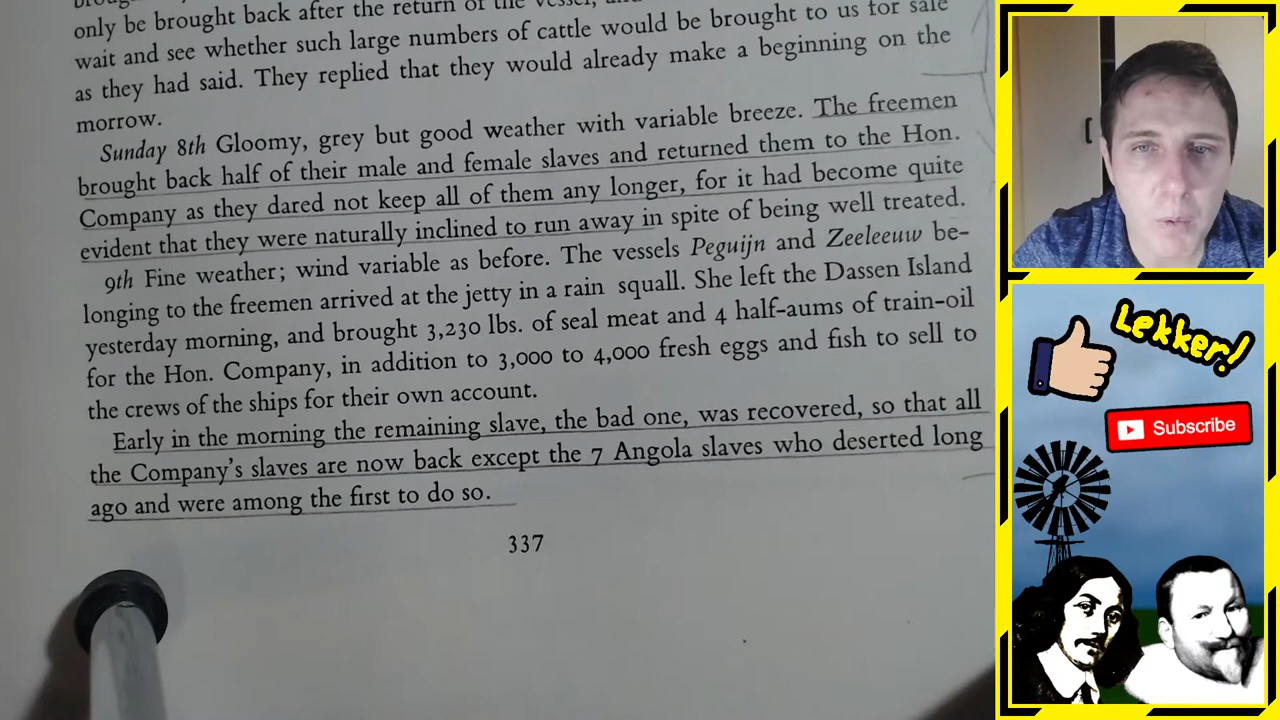 only be brought back after the return of the vessel,
wait and see whether such large numbers of cattle would be brought to us for sale
as they had said. They replied that they would already make a beginning on the
morrow.
Sunday 8th Gloomy, grey but good weather with variable breeze. The freemen
brought back half of their male and female slaves and returned them to the Hon.
Company as they dared not keep all of them any longer, for it had become quite
evident that they were naturally inclined to run away in spite of being well treated.
9th Fine weather; wind variable as before. The vessels Peguijn and Zeeleeuw be-
longing to the freemen arrived at the jetty in a rain squall. She left the Dassen Island
yesterday morning, and brought 3,230 lbs. of seal meat and 4 half-aums of train-oil
for the Hon. Company, in addition to 3,000 to 4,000 fresh eggs and fish to sell to
the crews of the ships for their own account.
Early in the morning the remaining slave, the bad one, was recovered, so that all
the Company's slaves are now back except the 7 Angola slaves who deserted long
ago and were among the first to do so.
337
Lekker!
Subscribe